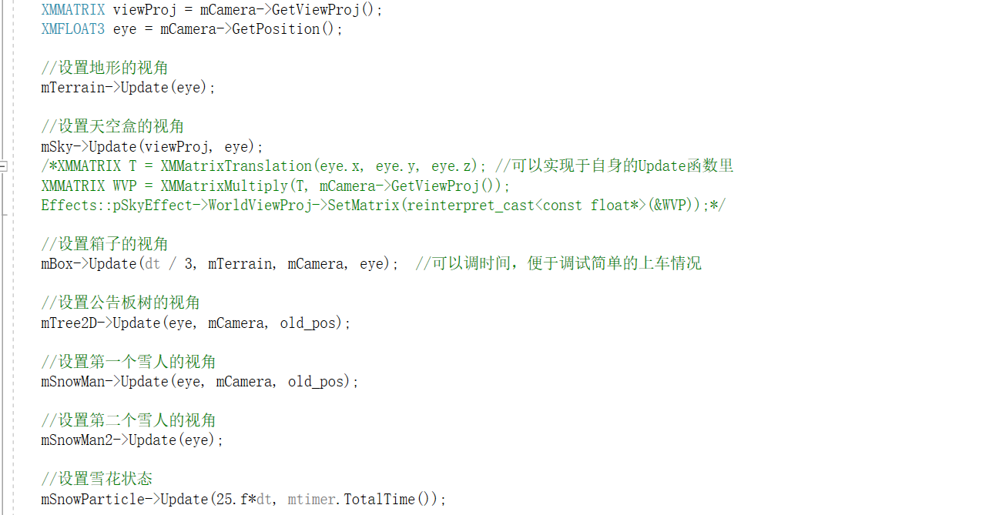 XMMATRIX viewProj = mCamera->GetViewProj();
XMFLOAT3 eye = mCamera->GetPosition();
//设置地形的视角
mTerrain->Update(eye);
//设置天空盒的视角
mSky->Update(viewProj, eye);
/*XMMATRIX T = XMMatrixTranslation(eye.x, eye.y, eye.z); //可以实现于自身的Update函数里
XMMATRIX WVP = XMMatrixMultiply(T, mCamera->GetViewProj());
Effects::pSkyEffect->WorldViewProj->SetMatrix(reinterpret_cast<const float*>(&WVP));*/
//设置箱子的视角
mBox->Update(dt / 3, mTerrain, mCamera, eye);  //可以调时间，便于调试简单的上车情况
//设置公告板树的视角
mTree2D->Update(eye, mCamera, old_pos);
//设置第一个雪人的视角
mSnowMan->Update(eye, mCamera, old_pos);
//设置第二个雪人的视角
mSnowMan2->Update(eye);
//设置雪花状态
mSnowParticle->Update(25.f*dt, mtimer.TotalTime());